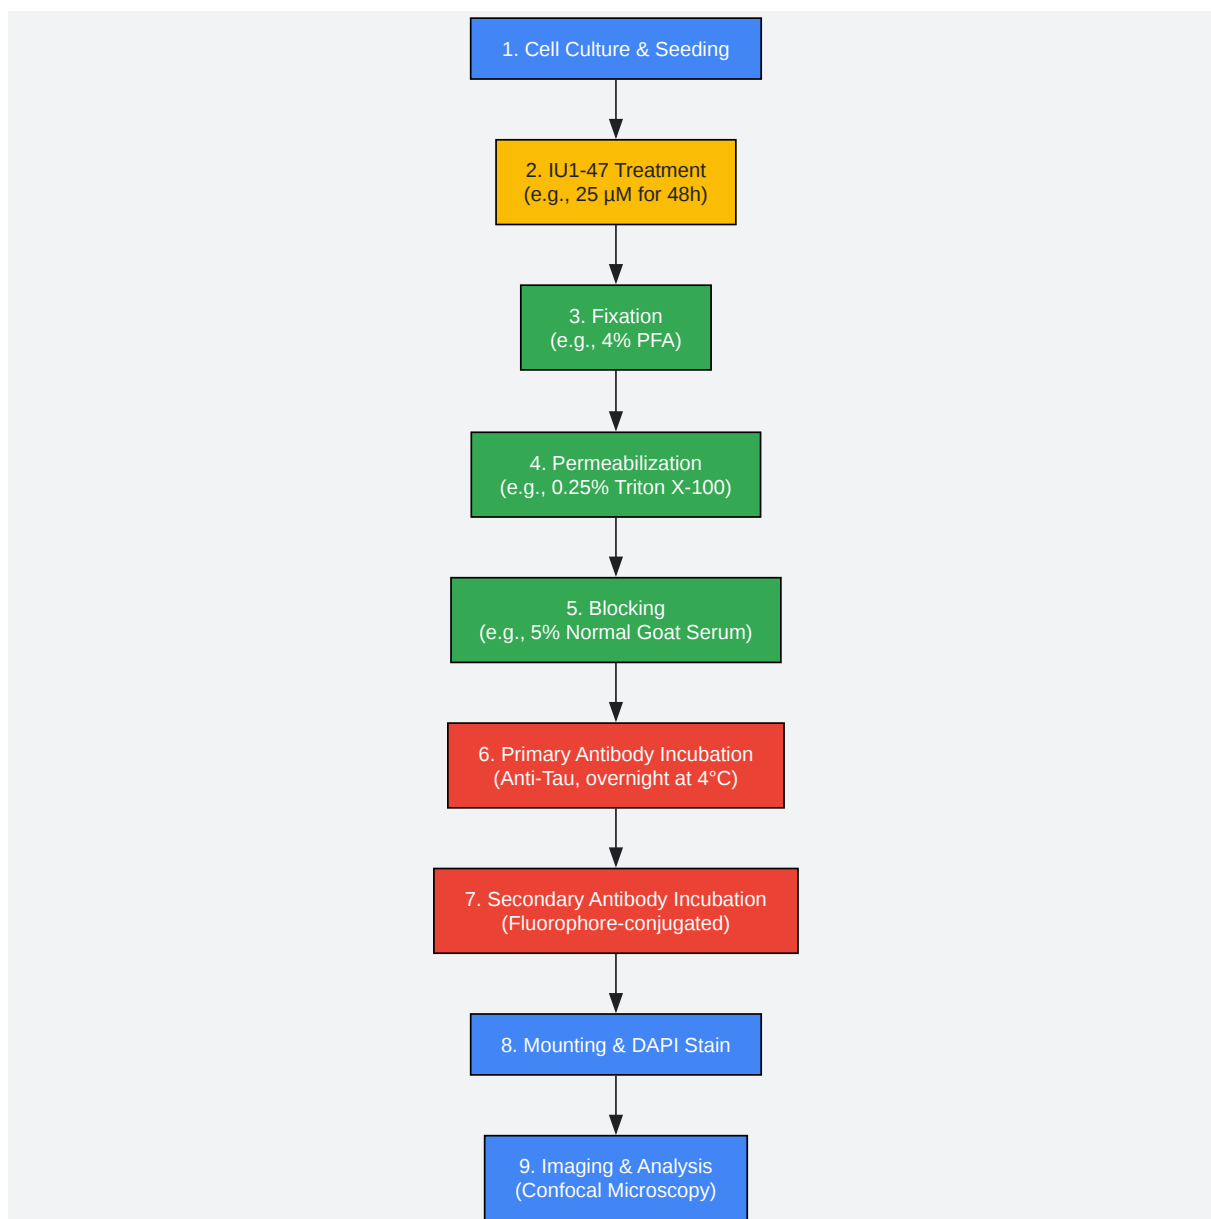 1. Cell Culture & Seeding
2. IU1-47 Treatment
(e.g., 25 µM for 48h)
3. Fixation
(e.g., 4% PFA)
4. Permeabilization
(e.g., 0.25% Triton X-100)
5. Blocking
(e.g., 5% Normal Goat Serum)
6. Primary Antibody Incubation
(Anti-Tau, overnight at 4°C)
7. Secondary Antibody Incubation
(Fluorophore-conjugated)
8. Mounting & DAPI Stain
9. Imaging & Analysis
(Confocal Microscopy)